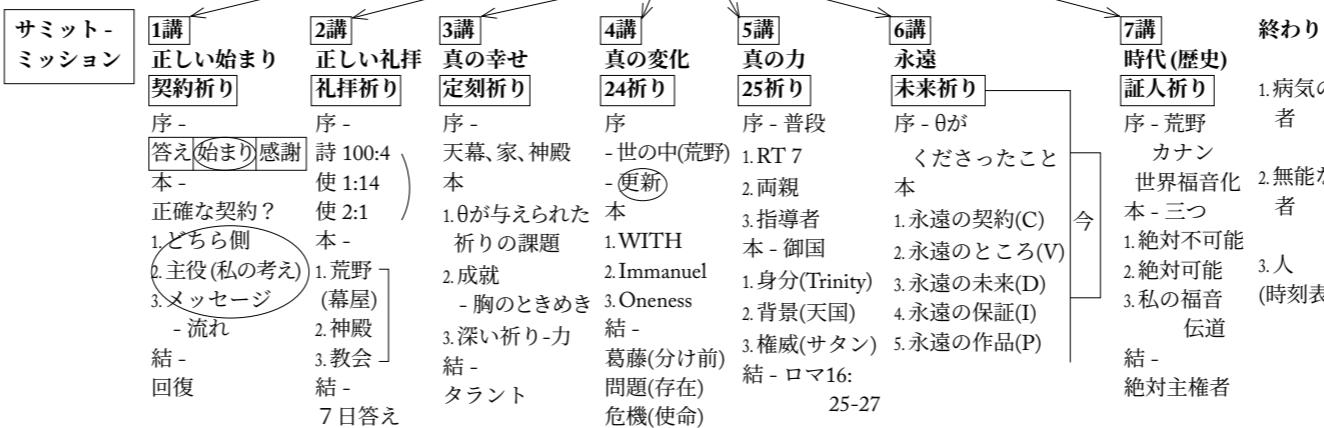 サミット -
ミッション
1講
正しい始まり
契約祈り
序 -
答え 始まり 感謝
本 -
正確な契約？
1.どちら側
2.主役(私の考え)
3.メッセージ
- 流れ
結 -
回復
2講
正しい礼拝
礼拝祈り
序 -
詩 100:4
使 1:14
使 2:1
本 -
1.荒野
(幕屋)
2.神殿
3.教会
結 -
７日答え
3講
真の幸せ
定刻祈り
序 -
天幕、家、神殿
本
1.θが与えられた
祈りの課題
2.成就
- 胸のときめき
3.深い祈り-力
結 -
タラント
4講
真の変化
24祈り
序
- 世の中(荒野)
- 更新
本
1.WITH
2.Immanuel
3.Oneness
結 -
葛藤(分け前)
問題(存在)
危機(使命)
5講
真の力
25祈り
序 - 普段
1.RT 7
2.両親
3.指導者
本 - 御国
1.身分(Trinity)
2.背景(天国)
3.権威(サタン)
結 - ロマ16:
25-27
6講
永遠
未来祈り
序 - θが
くださったこと
本
1.永遠の契約(C)
2.永遠のところ(V)
3.永遠の未来(D)
4.永遠の保証(I)
5.永遠の作品(P)
今
7講
時代(歴史)
証人祈り
序 - 荒野
カナン
世界福音化
本 - 三つ
1.絶対不可能
2.絶対可能
3.私の福音
伝道
結 -
絶対主権者
終わり
1.病気の
者
2.無能な
者
3.人
(時刻表